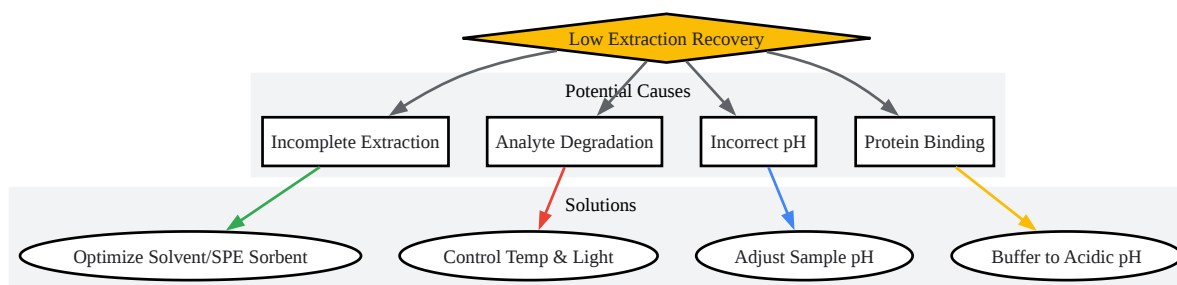 Low Extraction Recovery
Potential Causes
Incomplete Extraction
Analyte Degradation
Incorrect pH
Protein Binding
Solutions
Optimize Solvent/SPE Sorbent
Control Temp & Light
Adjust Sample pH
Buffer to Acidic pH